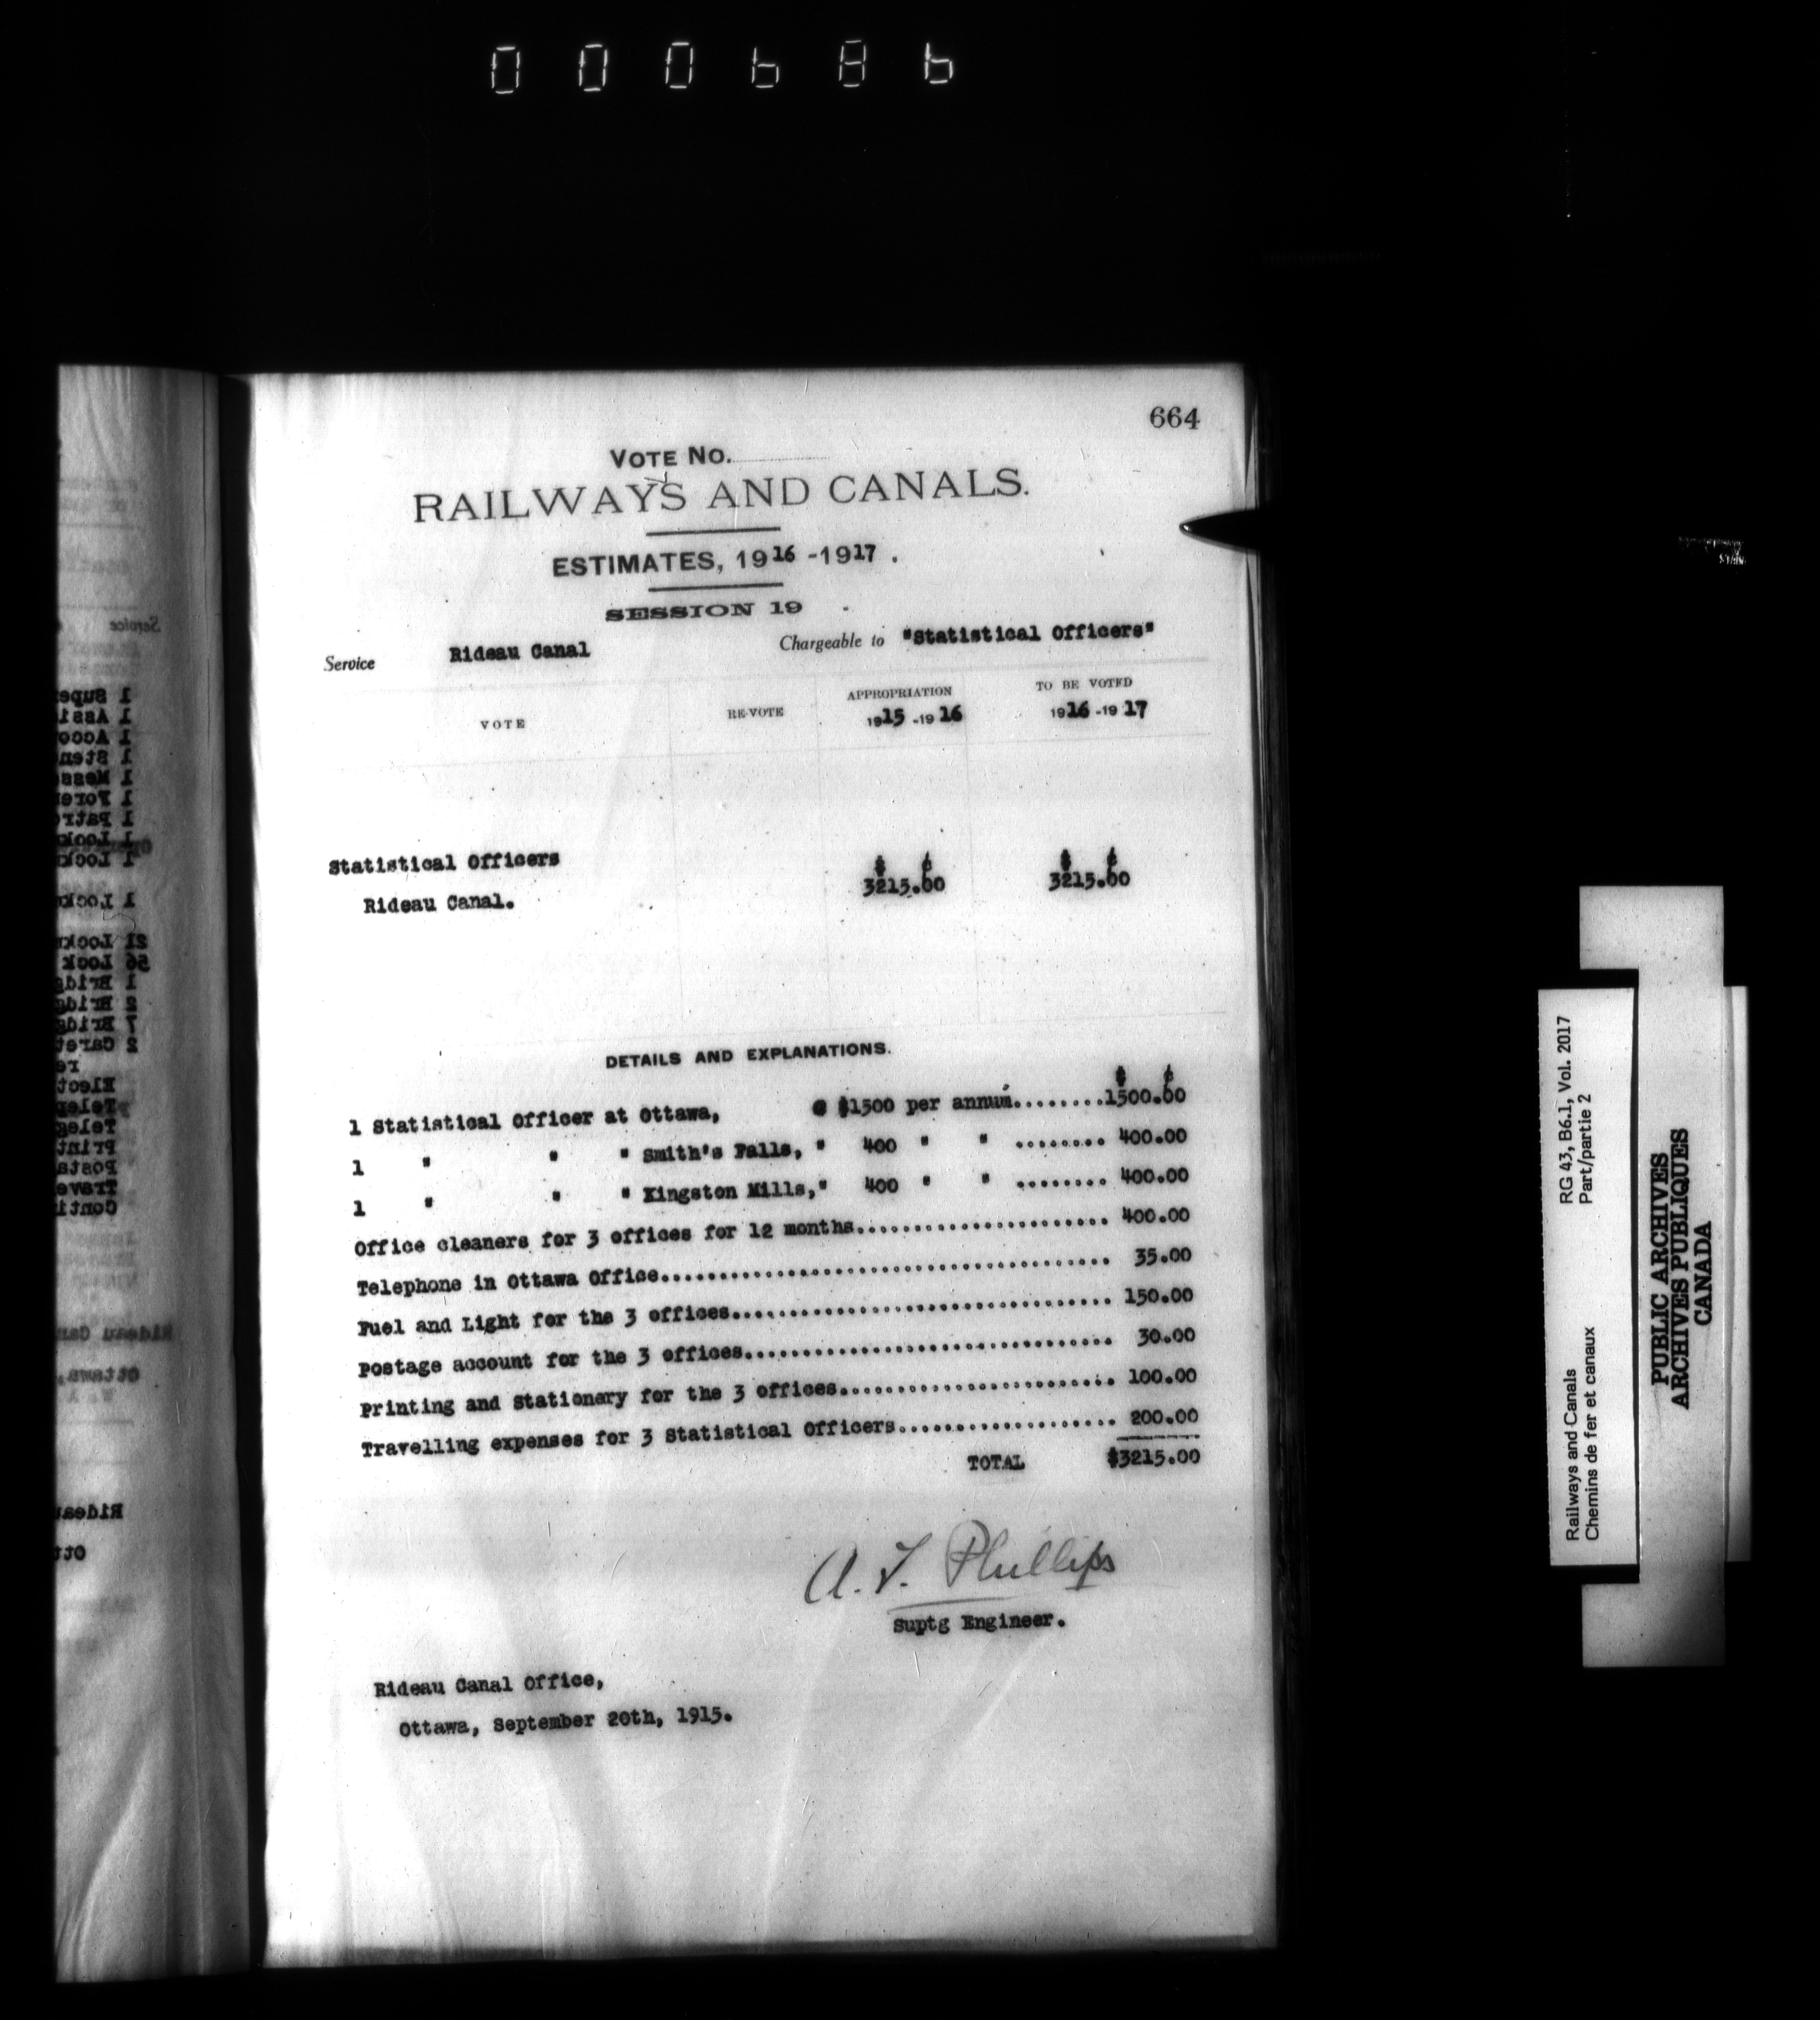 000686
664
VOTE NO.
RAILWAYS AND CANALS.
ESTIMATES, 1916 -1917 .
SESSION 19 .
Service Rideau Canal Chargeable to "Statistical Officers"
VOTE RE-VOTE APPROPRIATION 1915 -1916 TO BE VOTED 1916 -1917
Statistical Officers $ ¢ $ ¢
Rideau Canal. 3215.00 3215.00
DETAILS AND EXPLANATIONS.
$ ¢
1 Statistical Officer at Ottawa, @ $1500 per annum........1500.00
1 " " " Smith's Falls, " 400 " " ........ 400.00
1 " " " Kingston Mills," 400 " " ........ 400.00
Office cleaners for 3 offices for 12 months...................... 400.00
Telephone in Ottawa Office....................................... 35.00
Fuel and Light for the 3 offices................................. 150.00
Postage account for the 3 offices................................ 30.00
Printing and Stationary for the 3 offices........................ 100.00
Travelling expenses for 3 Statistical Officers................... 200.00
TOTAL $3215.00
A. T. Phillips
Suptg Engineer.
Rideau Canal Office,
Ottawa, September 20th, 1915.
RG 43, B6.1, Vol. 2017
Part/partie 2
Railways and Canals
Chemins de fer et canaux
PUBLIC ARCHIVES
ARCHIVES PUBLIQUES
CANADA